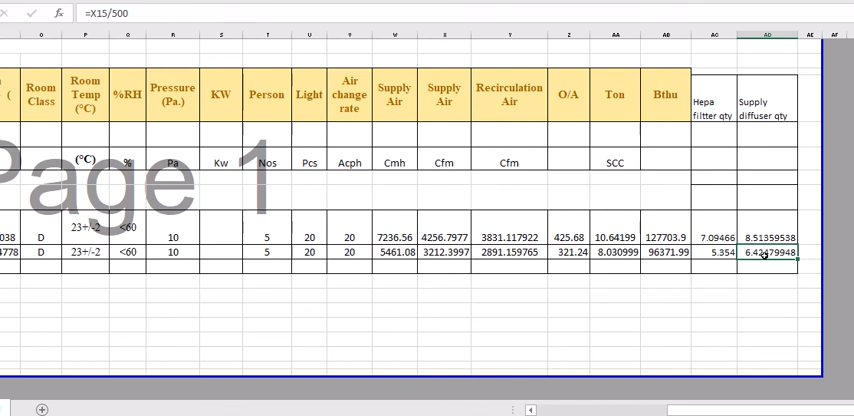 =X15/500
O P Q R S T U V W X Y Z AA AB AC AD AE AF
Room Class Room Temp (°C) %RH Pressure (Pa.) KW Person Light Air change rate Supply Air Supply Air Recirculation Air O/A Ton Bthu Hepa filtter qty Supply diffuser qty
(°C) % Pa Kw Nos Pcs Acph Cmh Cfm Cfm SCC
Page 1
038 D 23+/-2 <60 10 5 20 20 7236.56 4256.7977 3831.117922 425.68 10.64199 127703.9 7.09466 8.51359538
4778 D 23+/-2 <60 10 5 20 20 5461.08 3212.3997 2891.159765 321.24 8.030999 96371.99 5.354 6.42479948